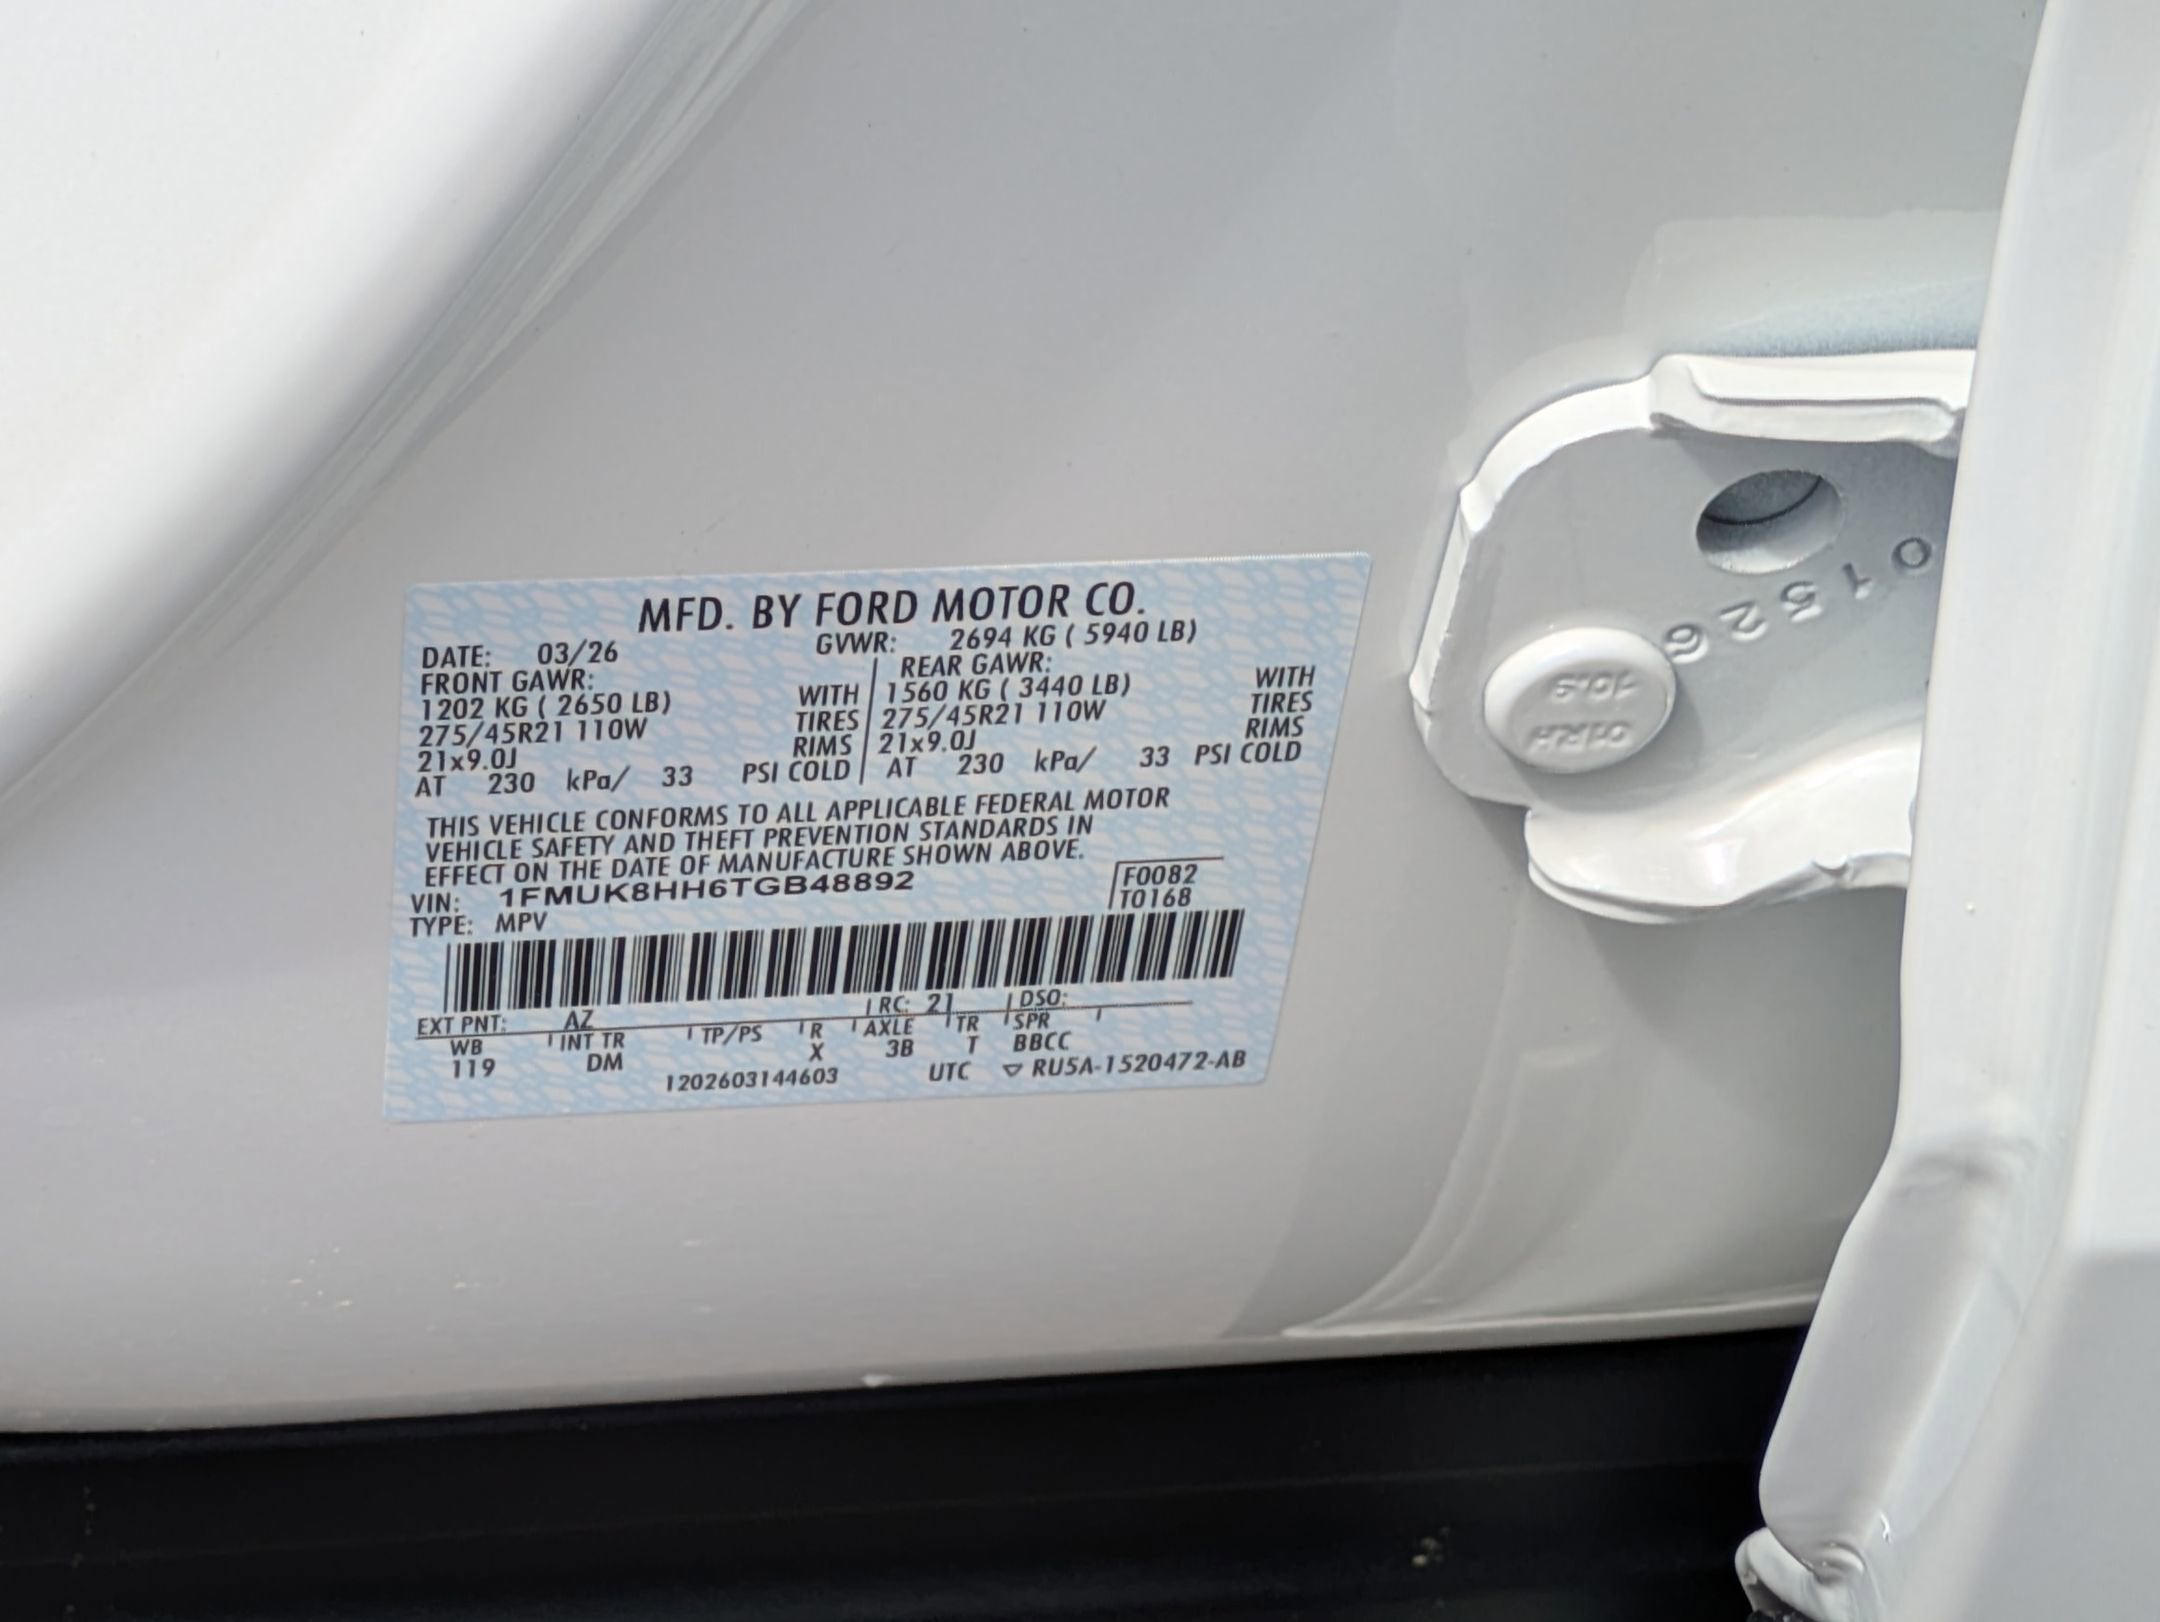 MFD. BY FORD MOTOR CO.
DATE: 03/26 GVWR: 2694 KG ( 5940 LB)
FRONT GAWR: REAR GAWR:
1202 KG ( 2650 LB) WITH 1560 KG ( 3440 LB) WITH
275/45R21 110W TIRES 275/45R21 110W TIRES
21x9.0J RIMS 21x9.0J RIMS
AT 230 kPa/ 33 PSI COLD AT 230 kPa/ 33 PSI COLD
THIS VEHICLE CONFORMS TO ALL APPLICABLE FEDERAL MOTOR
VEHICLE SAFETY AND THEFT PREVENTION STANDARDS IN
EFFECT ON THE DATE OF MANUFACTURE SHOWN ABOVE.
VIN: 1FMUK8HH6TGB48892 F0082
TYPE: MPV T0168
EXT PNT: AZ RC: 21 DSO:
WB INT TR TP/PS R AXLE TR SPR
119 DM X 3B T BBCC
1202603144603 UTC ▽ RU5A-1520472-AB
01526
10.9